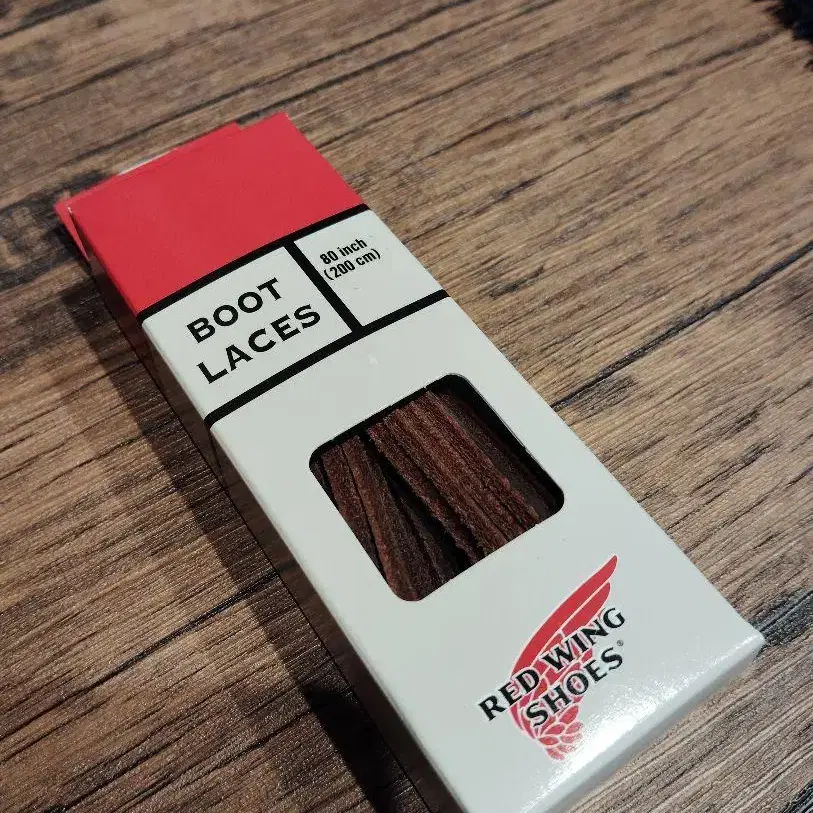 BOOT
LACES
80 inch
(200 cm)
RED WING
SHOES®